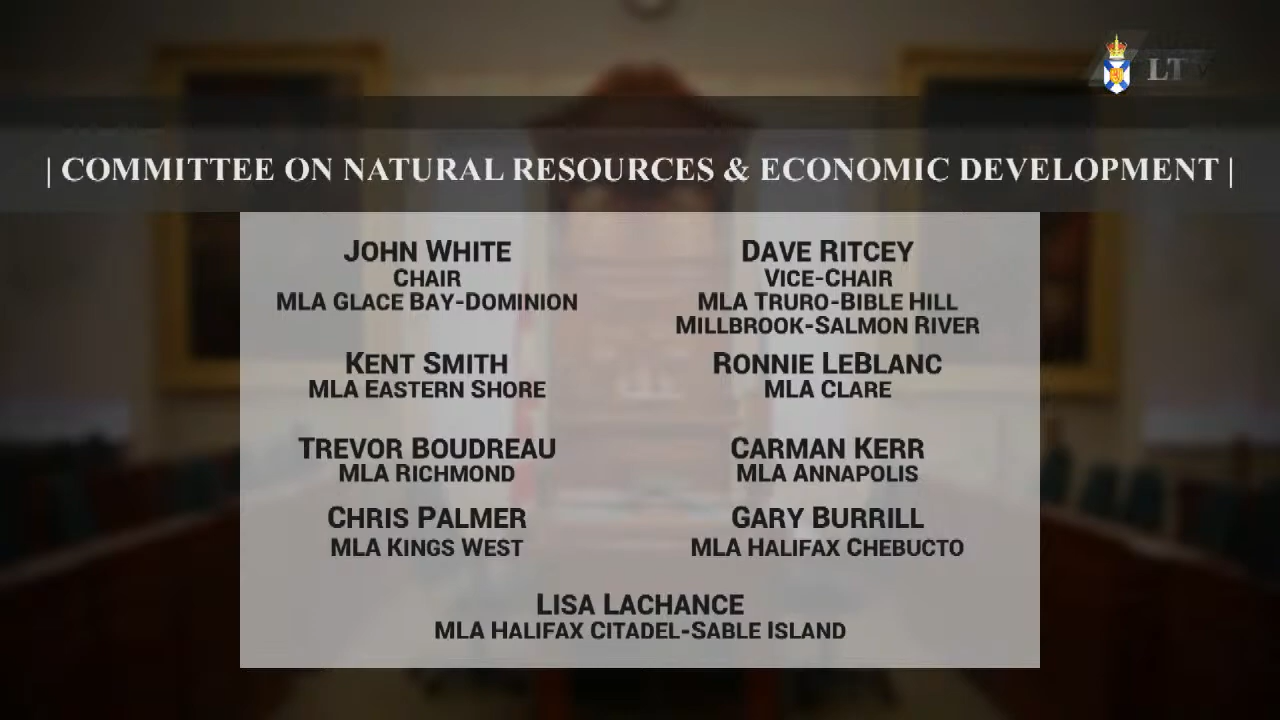 LTV
| COMMITTEE ON NATURAL RESOURCES & ECONOMIC DEVELOPMENT |
JOHN WHITE
CHAIR
MLA GLACE BAY-DOMINION
DAVE RITCEY
VICE-CHAIR
MLA TRURO-BIBLE HILL
MILLBROOK-SALMON RIVER
KENT SMITH
MLA EASTERN SHORE
RONNIE LEBLANC
MLA CLARE
TREVOR BOUDREAU
MLA RICHMOND
CARMAN KERR
MLA ANNAPOLIS
CHRIS PALMER
MLA KINGS WEST
GARY BURRILL
MLA HALIFAX CHEBUCTO
LISA LACHANCE
MLA HALIFAX CITADEL-SABLE ISLAND